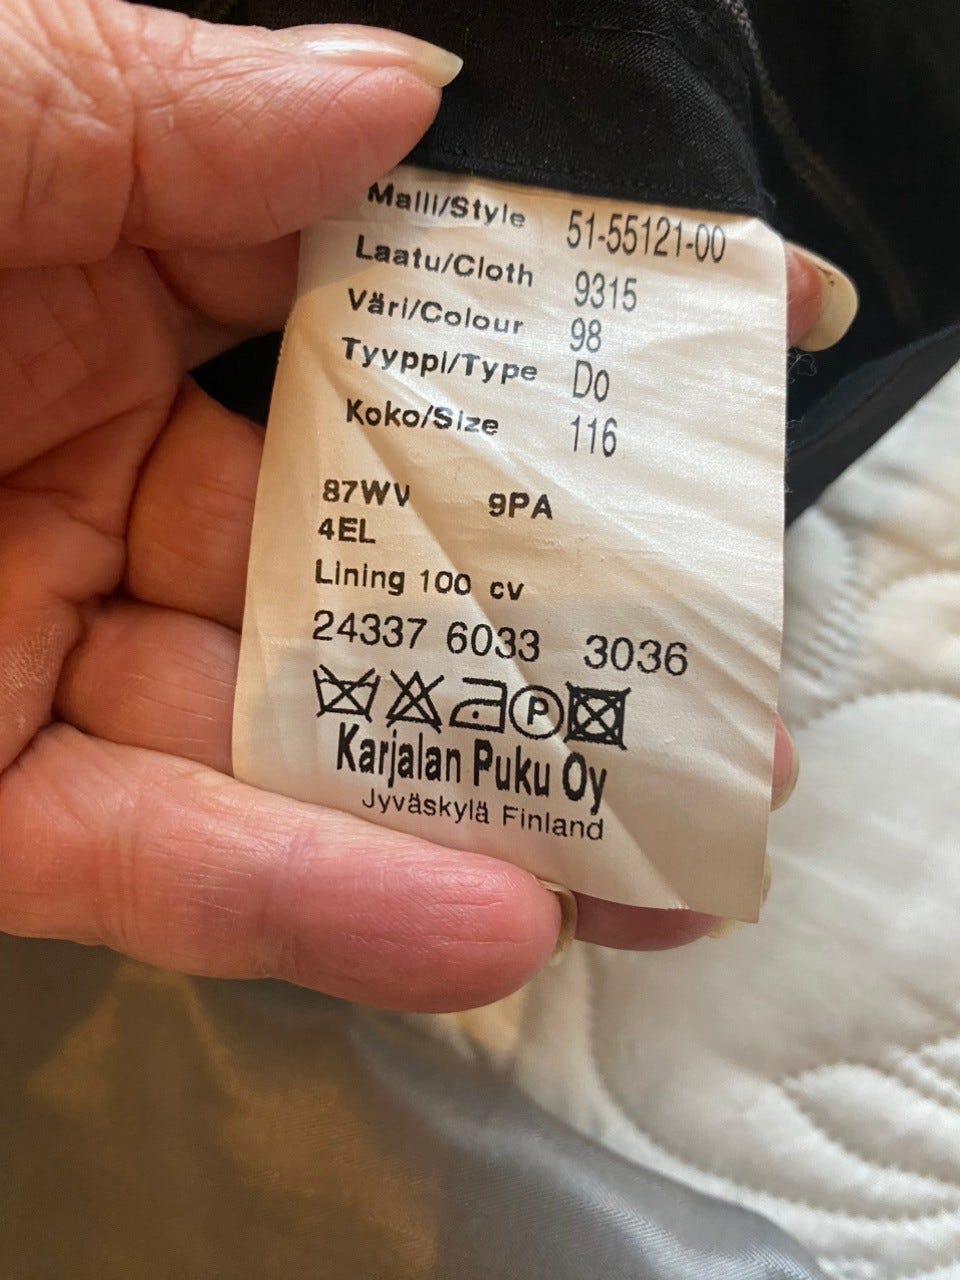 Malli/Style 51-55121-00
Laatu/Cloth 9315
Väri/Colour 98
Tyyppi/Type Do
Koko/Size 116
87WV 9PA
4EL
Lining 100 cv
24337 6033 3036
P
Karjalan Puku Oy
Jyväskylä Finland